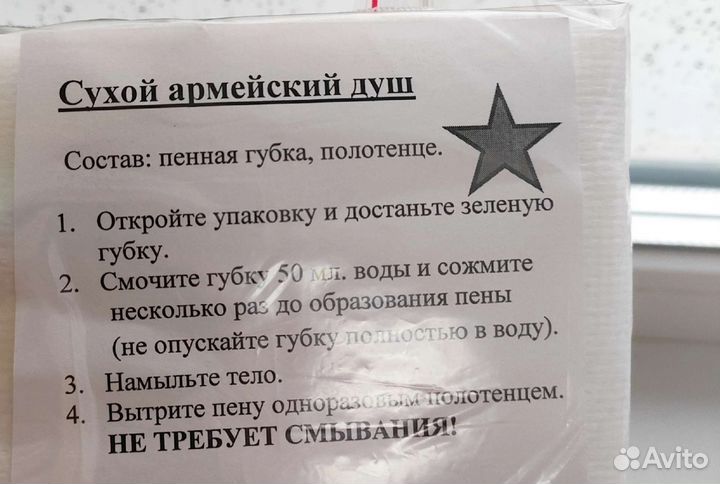 Сухой армейский душ
Состав: пенная губка, полотенце.
1. Откройте упаковку и достаньте зеленую
губку.
2. Смочите губку 50 мл. воды и сожмите
несколько раз до образования пены
(не опускайте губку полностью в воду).
3. Намыльте тело.
4. Вытрите пену одноразовым полотенцем.
НЕ ТРЕБУЕТ СМЫВАНИЯ!
Avito